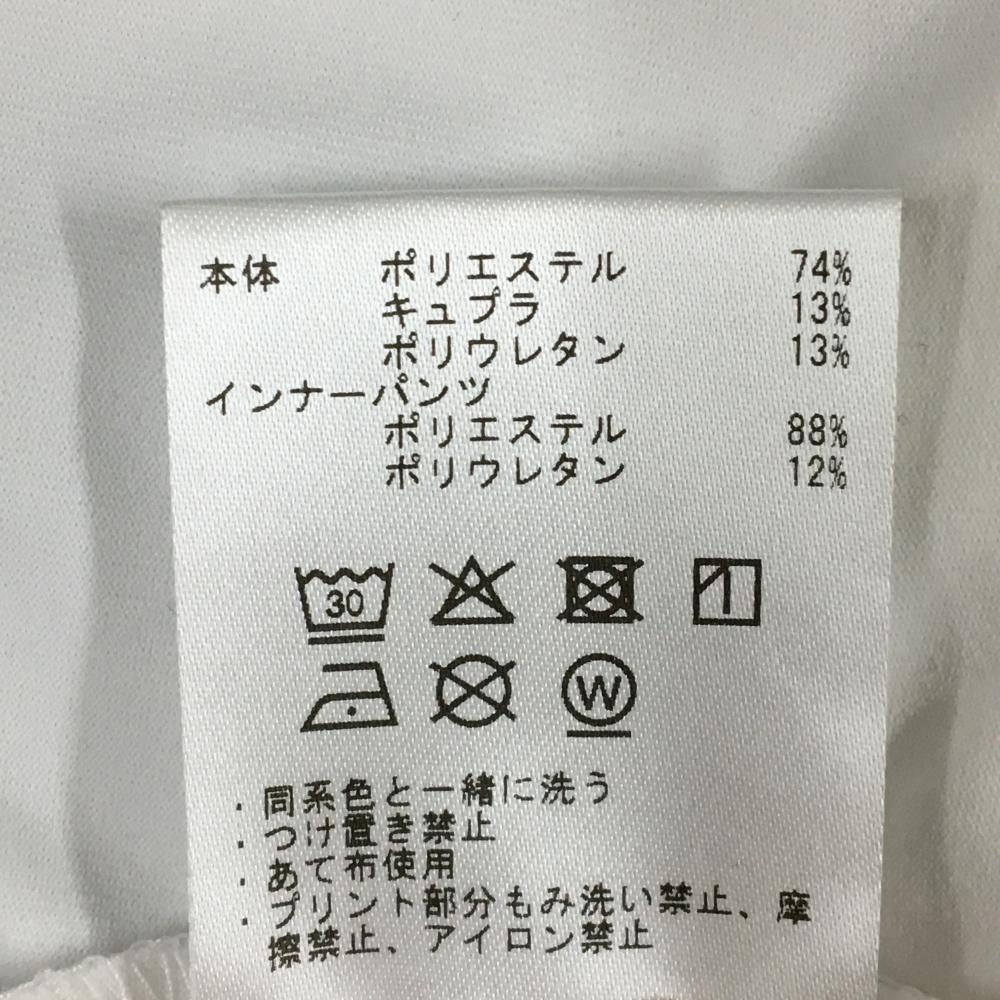 本体 ポリエステル 74%
キュプラ 13%
ポリウレタン 13%
インナーパンツ
ポリエステル 88%
ポリウレタン 12%
30
W
・同系色と一緒に洗う
・つけ置き禁止
・あて布使用
・プリント部分もみ洗い禁止、摩
擦禁止、アイロン禁止